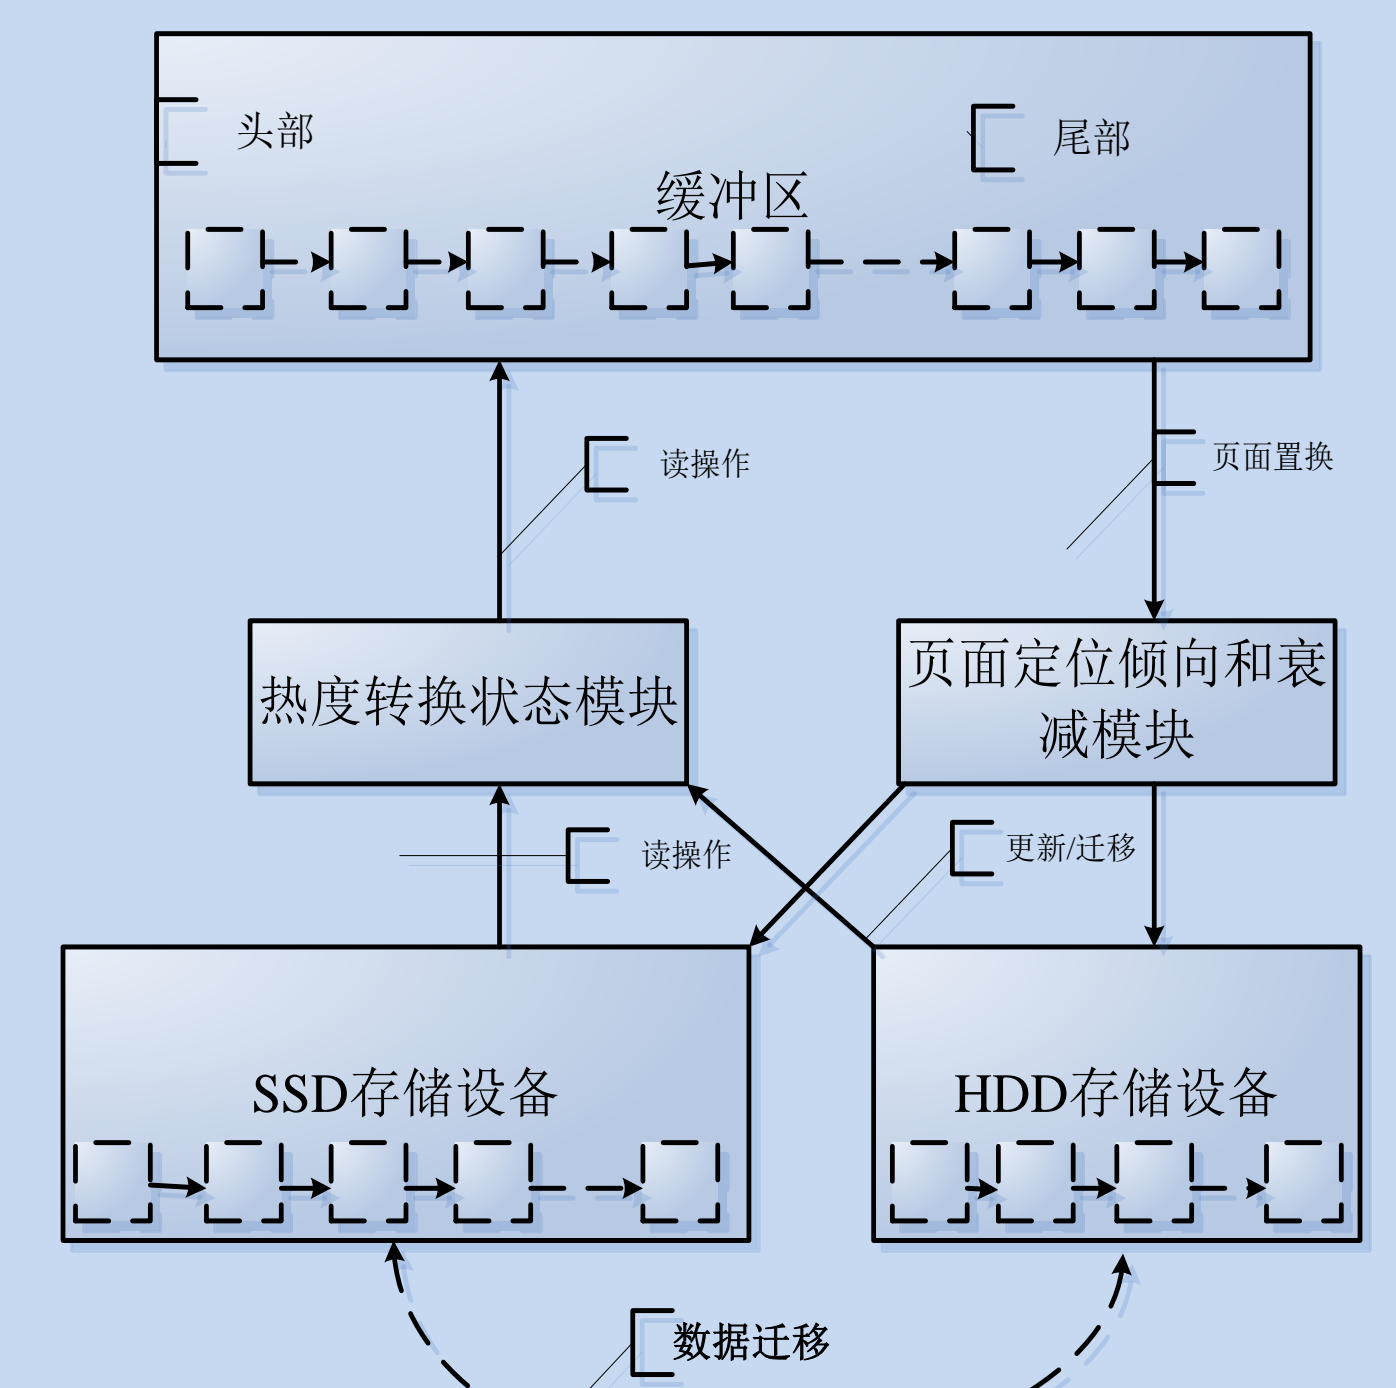 头部
尾部
缓冲区
读操作
页面置换
热度转换状态模块
页面定位倾向和衰
减模块
读操作
更新/迁移
SSD存储设备
HDD存储设备
数据迁移